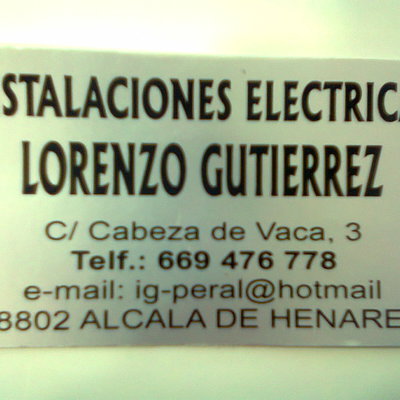 STALACIONES ELECTRICA
LORENZO GUTIERREZ
C/ Cabeza de Vaca, 3
Telf.: 669 476 778
e-mail: ig-peral@hotmail
8802 ALCALA DE HENARE